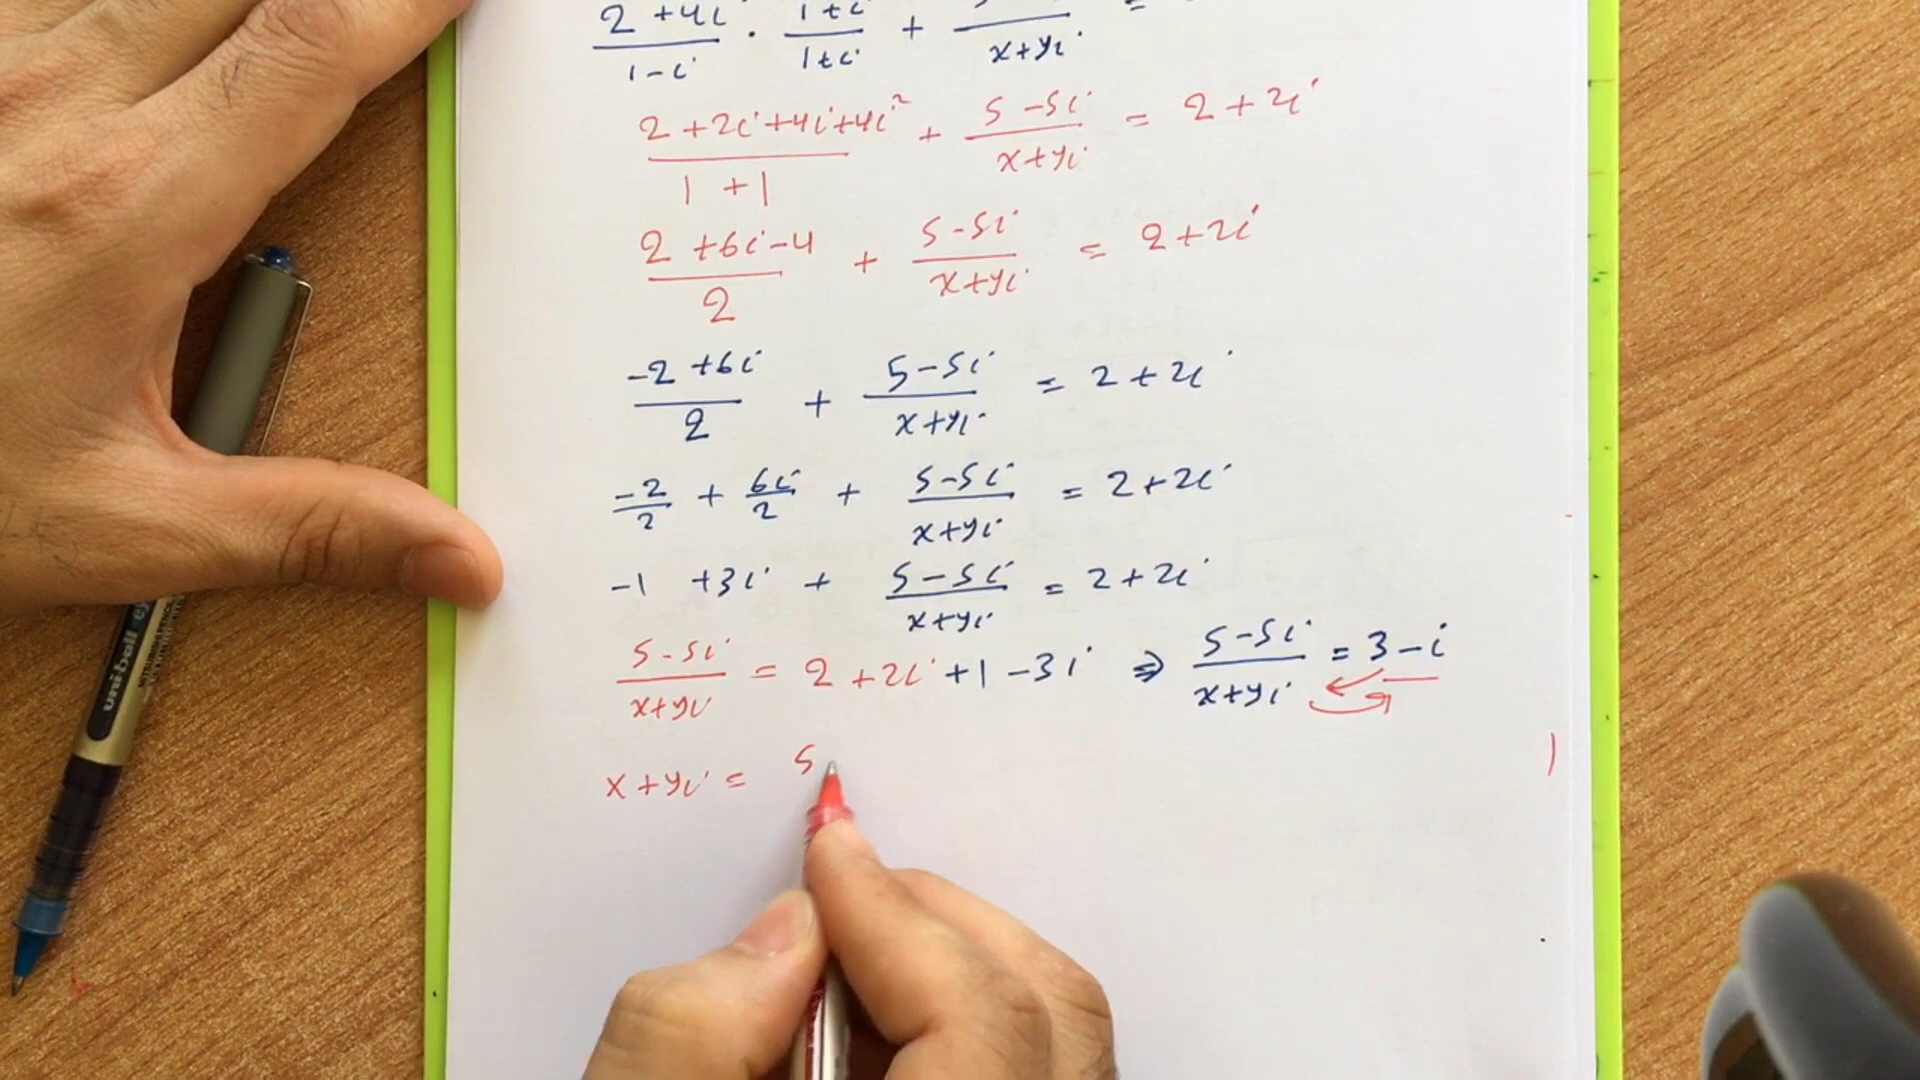 (2 + 4i)/(1 - i) · (1 + i)/(1 + i) + /(x + yi) =
(2 + 2i + 4i + 4i²)/(1 + 1) + (5 - 5i)/(x + yi) = 2 + 2i
(2 + 6i - 4)/2 + (5 - 5i)/(x + yi) = 2 + 2i
(-2 + 6i)/2 + (5 - 5i)/(x + yi) = 2 + 2i
-2/2 + 6i/2 + (5 - 5i)/(x + yi) = 2 + 2i
-1 + 3i + (5 - 5i)/(x + yi) = 2 + 2i
(5 - 5i)/(x + yi) = 2 + 2i + 1 - 3i ⇒ (5 - 5i)/(x + yi) = 3 - i
x + yi = 5
uni-ball